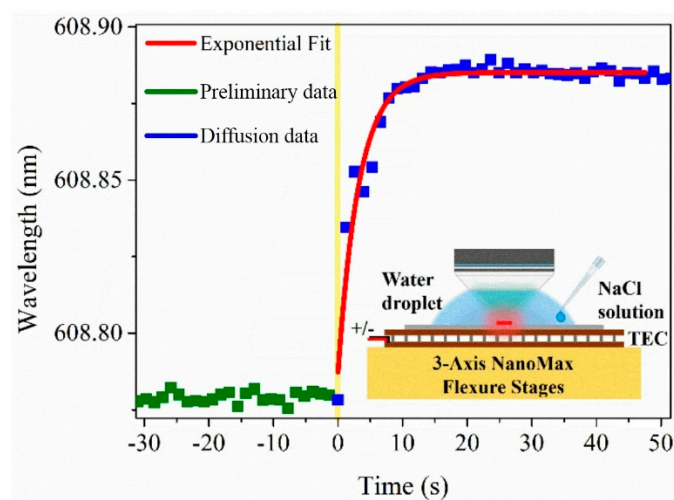 608.90
608.85
608.80
Wavelength (nm)
Exponential Fit
Preliminary data
Diffusion data
Water
droplet
NaCl
solution
+/-
TEC
3-Axis NanoMax
Flexure Stages
-30 -20 -10 0 10 20 30 40 50
Time (s)